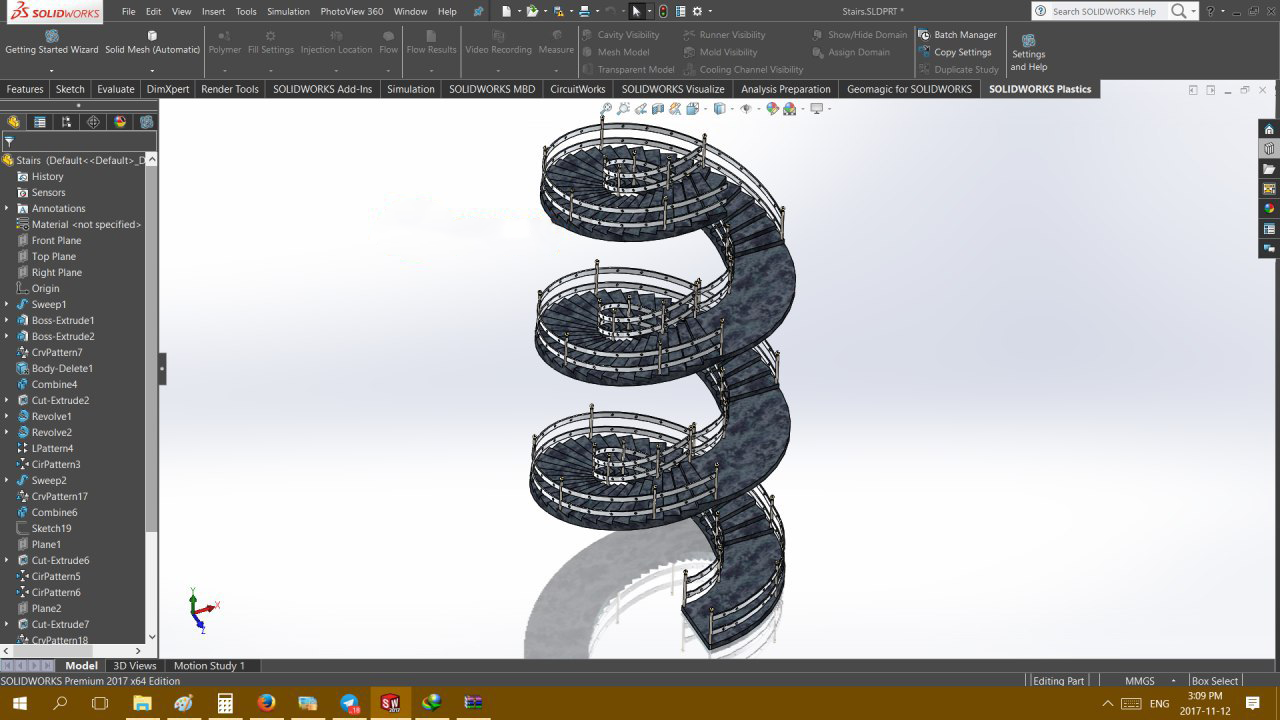 SOLIDWORKS File Edit View Insert Tools Simulation PhotoView 360 Window Help Stairs.SLDPRT * Search SOLIDWORKS Help
Getting Started Wizard Solid Mesh (Automatic) Polymer Fill Settings Injection Location Flow Flow Results Video Recording Measure
Cavity Visibility Runner Visibility Show/Hide Domain Batch Manager
Mesh Model Mold Visibility Assign Domain Copy Settings
Transparent Model Cooling Channel Visibility Duplicate Study
Settings and Help
Features Sketch Evaluate DimXpert Render Tools SOLIDWORKS Add-Ins Simulation SOLIDWORKS MBD CircuitWorks SOLIDWORKS Visualize Analysis Preparation Geomagic for SOLIDWORKS SOLIDWORKS Plastics
Stairs (Default<<Default>_D
History
Sensors
Annotations
Material <not specified>
Front Plane
Top Plane
Right Plane
Origin
Sweep1
Boss-Extrude1
Boss-Extrude2
CrvPattern7
Body-Delete1
Combine4
Cut-Extrude2
Revolve1
Revolve2
LPattern4
CirPattern3
Sweep2
CrvPattern17
Combine6
Sketch19
Plane1
Cut-Extrude6
CirPattern5
CirPattern6
Plane2
Cut-Extrude7
CrvPattern18
Y
X
Z
Model 3D Views Motion Study 1
SOLIDWORKS Premium 2017 x64 Edition Editing Part MMGS Box Select
ENG 3:09 PM
2017-11-12